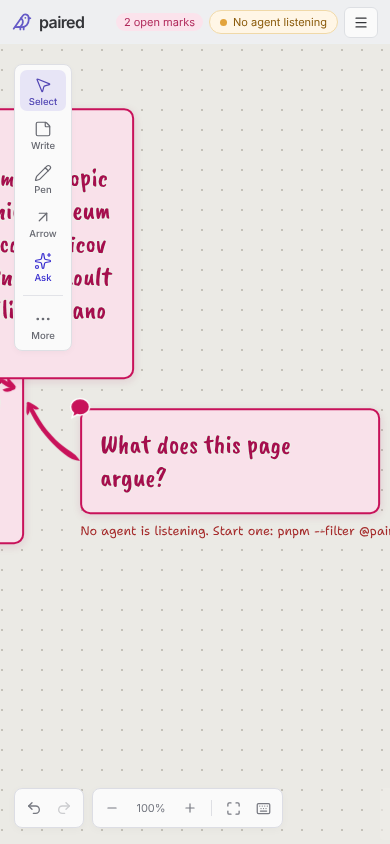 paired
2 open marks
No agent listening
Select
Write
Pen
Arrow
Ask
More
What does this page
argue?
No agent is listening. Start one: pnpm --filter @pai
100%